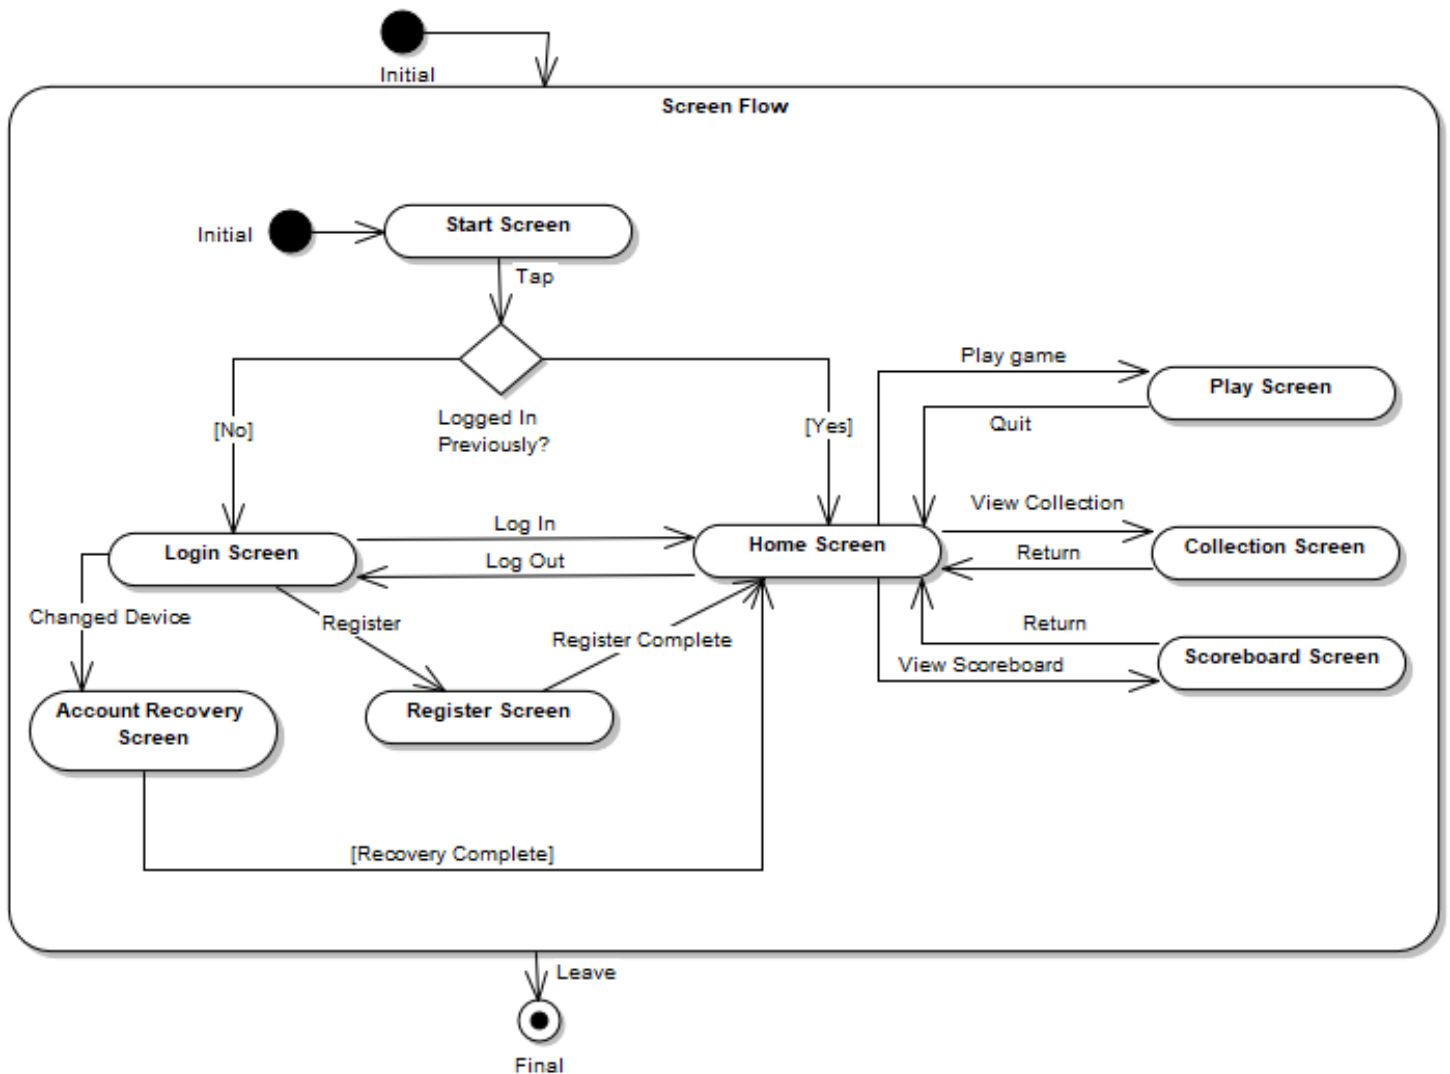 Initial
Screen Flow
Initial
Start Screen
Tap
Logged In
Previously?
[No]
[Yes]
Play game
Play Screen
Quit
View Collection
Collection Screen
Return
Log In
Log Out
Login Screen
Home Screen
Changed Device
Register
Register Complete
Return
View Scoreboard
Scoreboard Screen
Account Recovery
Screen
Register Screen
[Recovery Complete]
Leave
Final